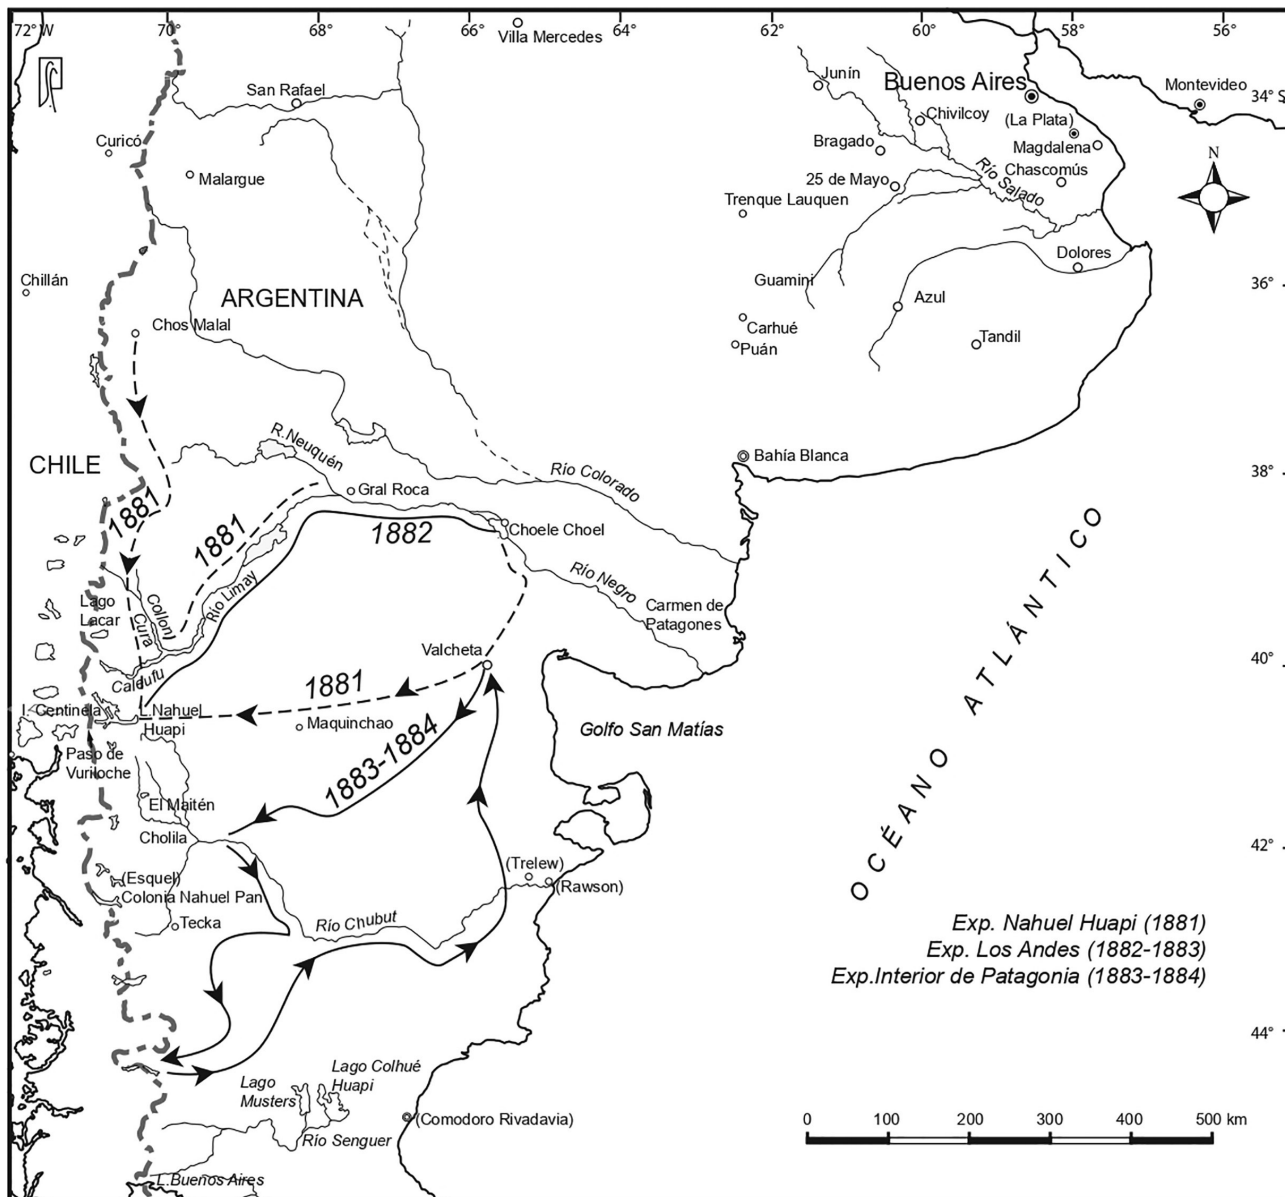 72°W
70°
68°
66°
64°
62°
60°
58°
56°
Villa Mercedes
San Rafael
Junín
Buenos Aires
Montevideo
34° S
(La Plata)
Chivilcoy
Curicó
Bragado
Magdalena
N
Malargue
25 de Mayo
Río Salado
Chascomús
Trenque Lauquen
Dolores
Chillán
Guamini
36°
ARGENTINA
Azul
Chos Malal
Carhué
Puán
Tandil
R.Neuquén
CHILE
Bahía Blanca
38°
Río Colorado
Gral Roca
1881
1881
1882
Choele Choel
OCÉANO ATLÁNTICO
Río Limay
Río Negro
Lago
Lacar
Collon
Cura
Carmen de
Patagones
Valcheta
40°
Caleufu
1881
I. Centinela
L.Nahuel
Huapi
Maquinchao
Golfo San Matías
Paso de
Vuriloche
1883-1884
El Maitén
Cholila
42°
(Trelew)
(Rawson)
(Esquel)
Colonia Nahuel Pan
Tecka
Río Chubut
Exp. Nahuel Huapi (1881)
Exp. Los Andes (1882-1883)
Exp.Interior de Patagonia (1883-1884)
44°
Lago
Musters
Lago Colhué
Huapi
(Comodoro Rivadavia)
Río Senguer
L.Buenos Aires
0 100 200 300 400 500 km